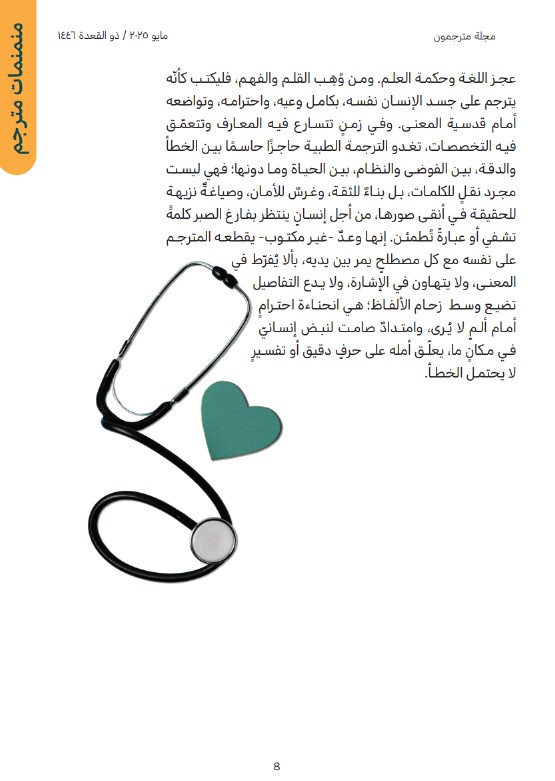 مجلة مترجمون
مايو ٢٠٢٥ / ذو القعدة ١٤٤٦
منمنمات مترجم
عجز اللغة وحكمة العلم. ومن وُهِب القلم والفهم، فليكتب كأنّه
يترجم على جسد الإنسان نفسه، بكامل وعيه، واحترامه، وتواضعه
أمام قدسية المعنى. وفي زمنٍ تتسارع فيه المعارف وتتعمّق
فيه التخصصات، تغدو الترجمة الطبية حاجزًا حاسمًا بين الخطأ
والدقة، بين الفوضى والنظام، بين الحياة وما دونها؛ فهي ليست
مجرد نقلٍ للكلمات، بل بناءٌ للثقة، وغرسٌ للأمان، وصياغةٌ نزيهة
للحقيقة في أنقى صورها، من أجل إنسانٍ ينتظر بفارغ الصبر كلمةً
تشفي أو عبارةً تُطمئن. إنها وعدٌ -غير مكتوب- يقطعه المترجم
على نفسه مع كل مصطلحٍ يمر بين يديه، بألا يُفرّط في
المعنى، ولا يتهاون في الإشارة، ولا يدع التفاصيل
تضيع وسط زحام الألفاظ؛ هي انحناءة احترامٍ
أمام ألمٍ لا يُرى، وامتدادٌ صامت لنبض إنسانيّ
في مكانٍ ما، يعلّق أمله على حرفٍ دقيق أو تفسيرٍ
لا يحتمل الخطأ.
8